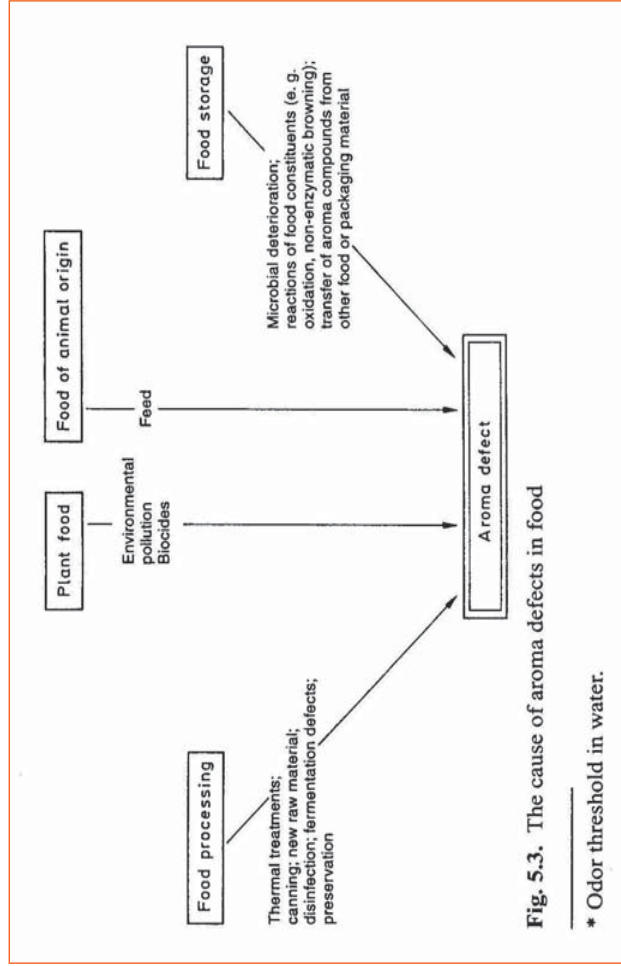 Plant food
Food of animal origin
Food processing
Food storage
Environmental
pollution
Biocides
Feed
Thermal treatments;
canning; new raw material;
disinfection; fermentation defects;
preservation
Microbial deterioration;
reactions of food constituents (e. g.
oxidation, non-enzymatic browning);
transfer of aroma compounds from
other food or packaging material
Aroma defect
Fig. 5.3. The cause of aroma defects in food
* Odor threshold in water.